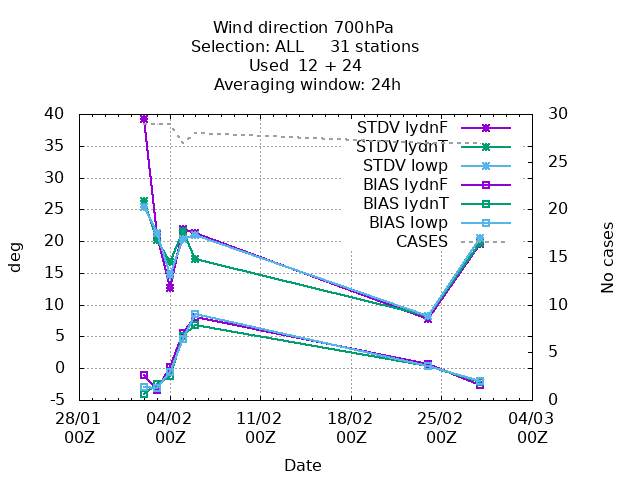 Wind direction 700hPa
Selection: ALL     31 stations
Used  12 + 24
Averaging window: 24h
40
35
30
25
20
15
10
5
0
-5
deg
30
25
20
15
10
5
0
No cases
STDV lydnF
STDV lydnT
STDV lowp
BIAS lydnF
BIAS lydnT
BIAS lowp
CASES
28/01 04/02 11/02 18/02 25/02 04/03
00Z 00Z 00Z 00Z 00Z 00Z
Date